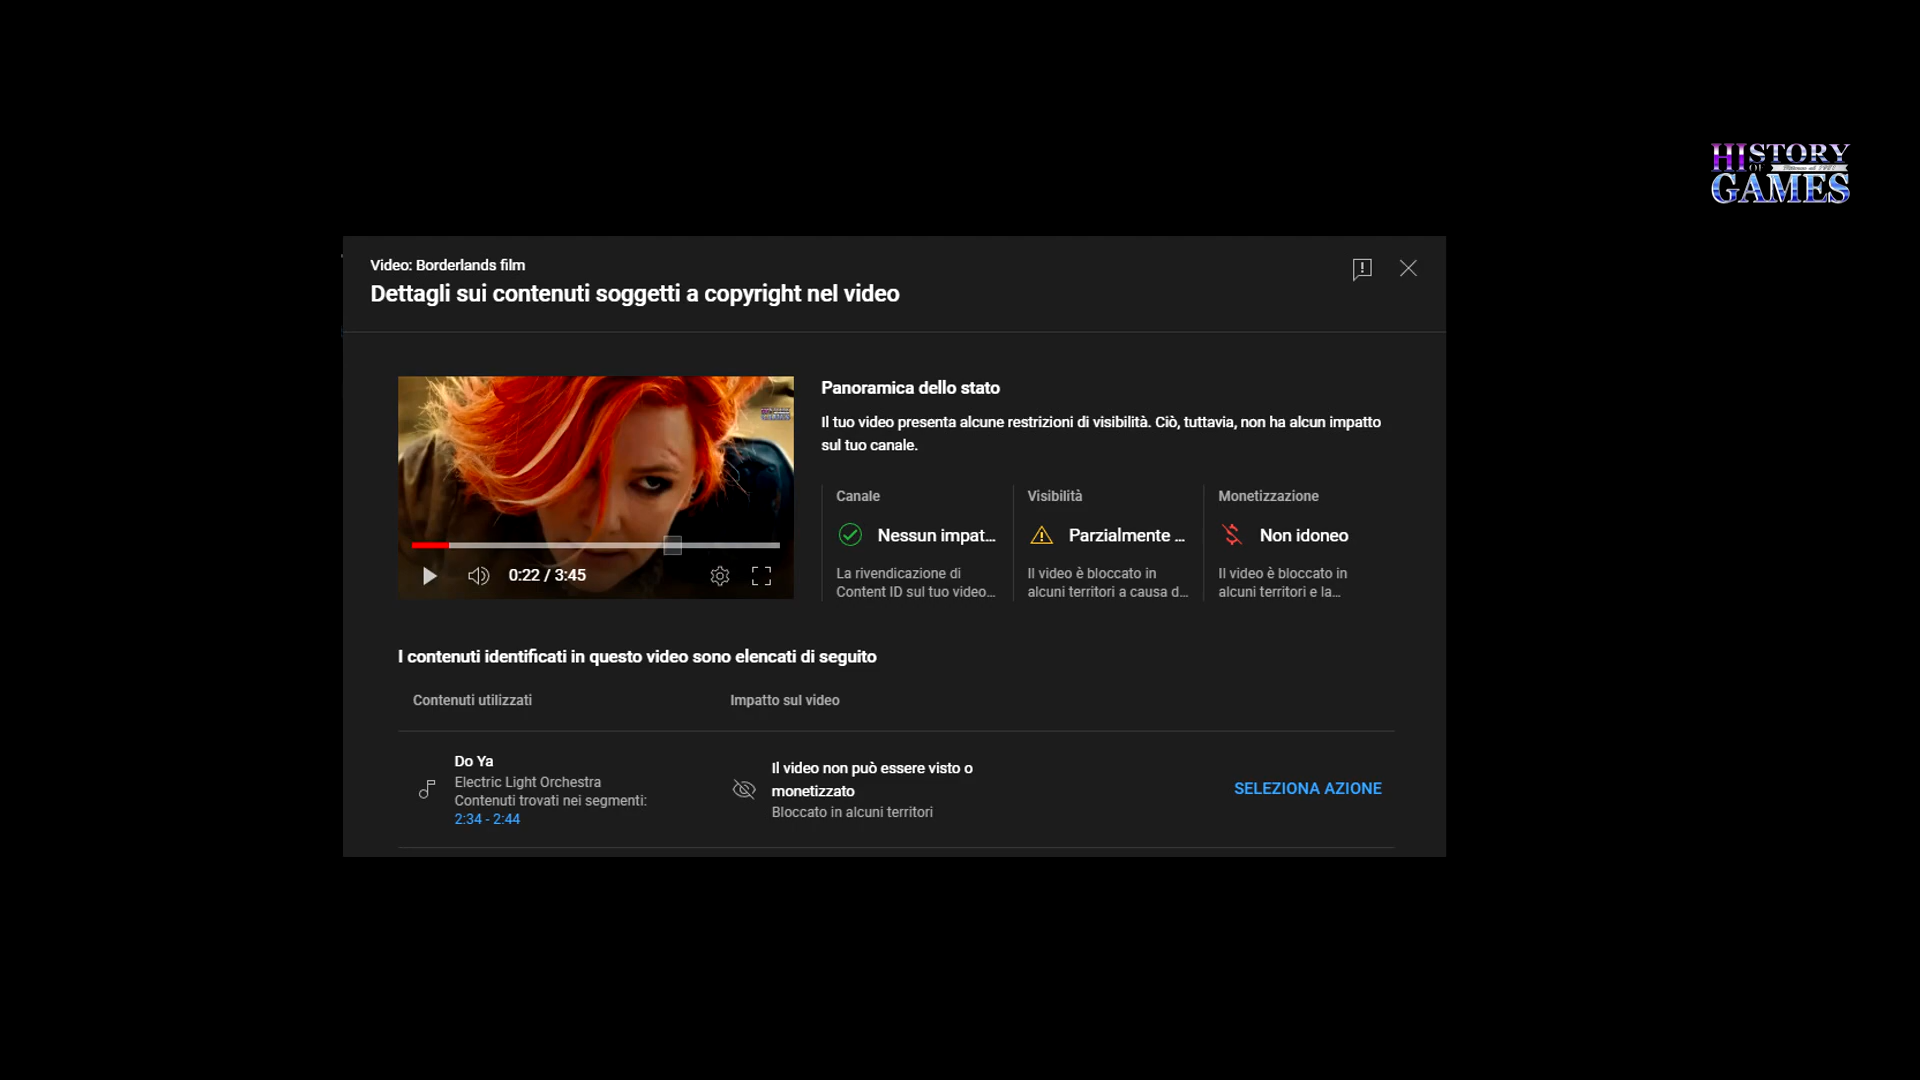 HISTORY
OF
GAMES
Video: Borderlands film
Dettagli sui contenuti soggetti a copyright nel video
Panoramica dello stato
Il tuo video presenta alcune restrizioni di visibilità. Ciò, tuttavia, non ha alcun impatto
sul tuo canale.
Canale
Nessun impat...
La rivendicazione di
Content ID sul tuo video...
Visibilità
Parzialmente ...
Il video è bloccato in
alcuni territori a causa d...
Monetizzazione
Non idoneo
Il video è bloccato in
alcuni territori e la...
0:22 / 3:45
I contenuti identificati in questo video sono elencati di seguito
Contenuti utilizzati
Impatto sul video
Do Ya
Electric Light Orchestra
Contenuti trovati nei segmenti:
2:34 - 2:44
Il video non può essere visto o
monetizzato
Bloccato in alcuni territori
SELEZIONA AZIONE